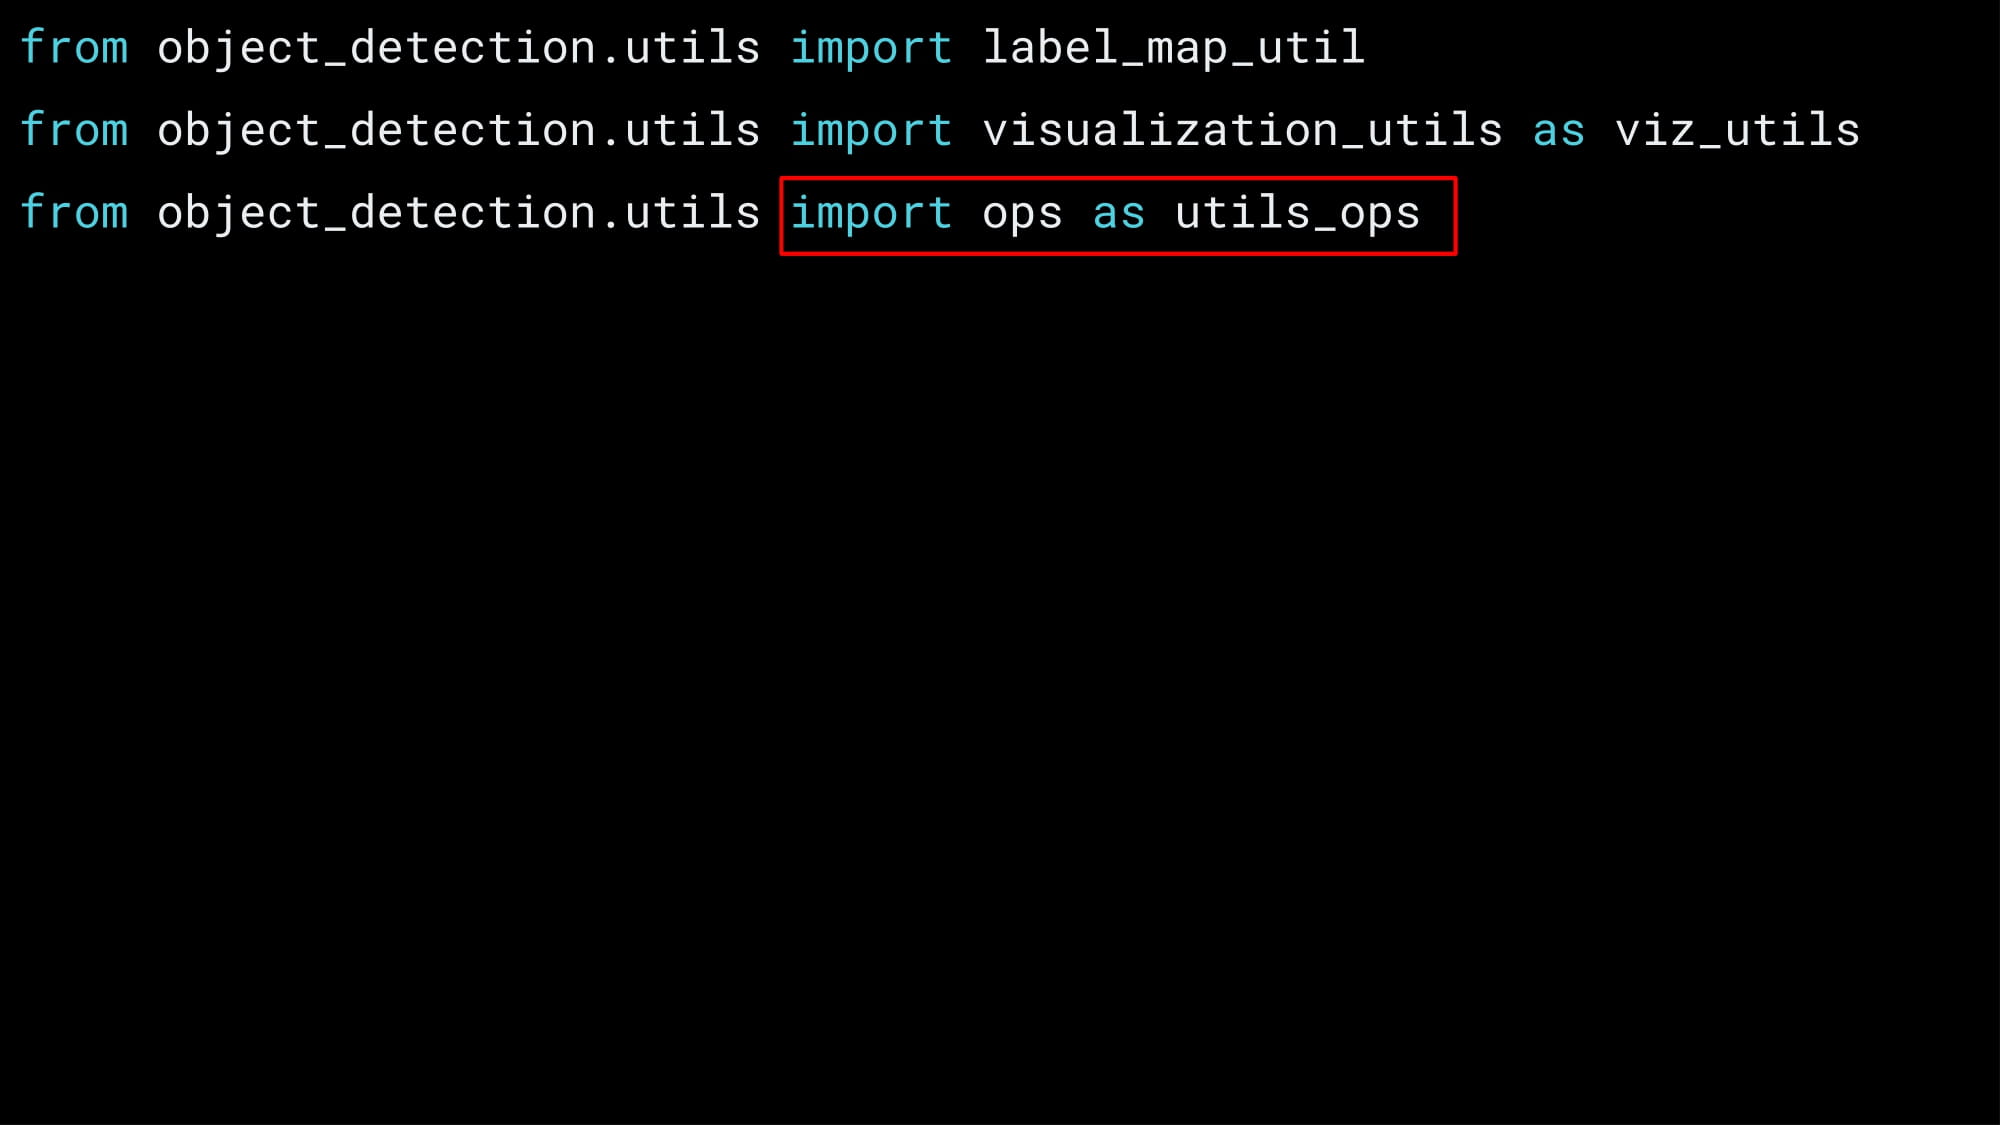 from object_detection.utils import label_map_util
from object_detection.utils import visualization_utils as viz_utils
from object_detection.utils import ops as utils_ops